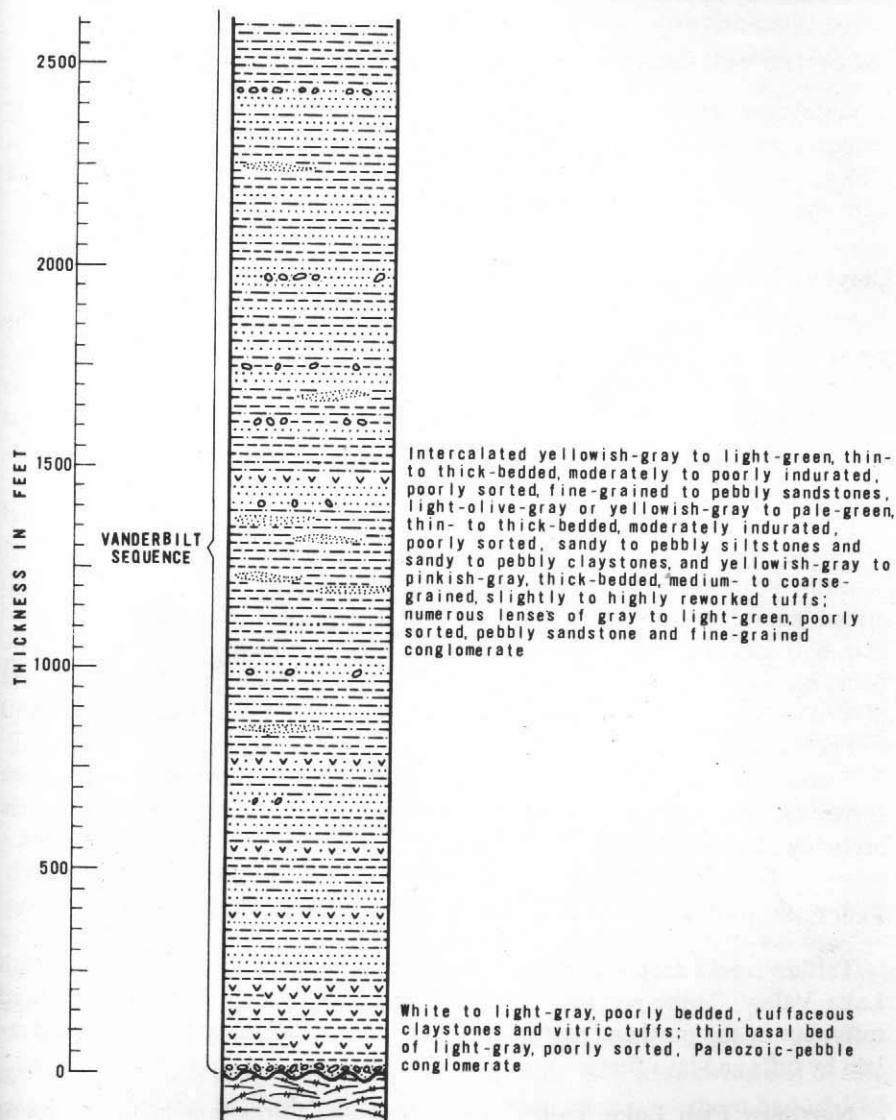 2500
2000
1500
1000
500
0
THICKNESS IN FEET
VANDERBILT
SEQUENCE
Intercalated yellowish-gray to light-green, thin-
to thick-bedded, moderately to poorly indurated,
poorly sorted, fine-grained to pebbly sandstones,
light-olive-gray or yellowish-gray to pale-green,
thin- to thick-bedded, moderately indurated,
poorly sorted, sandy to pebbly siltstones and
sandy to pebbly claystones, and yellowish-gray to
pinkish-gray, thick-bedded, medium- to coarse-
grained, slightly to highly reworked tuffs;
numerous lenses of gray to light-green, poorly
sorted, pebbly sandstone and fine-grained
conglomerate
White to light-gray, poorly bedded, tuffaceous
claystones and vitric tuffs; thin basal bed
of light-gray, poorly sorted, Paleozoic-pebble
conglomerate